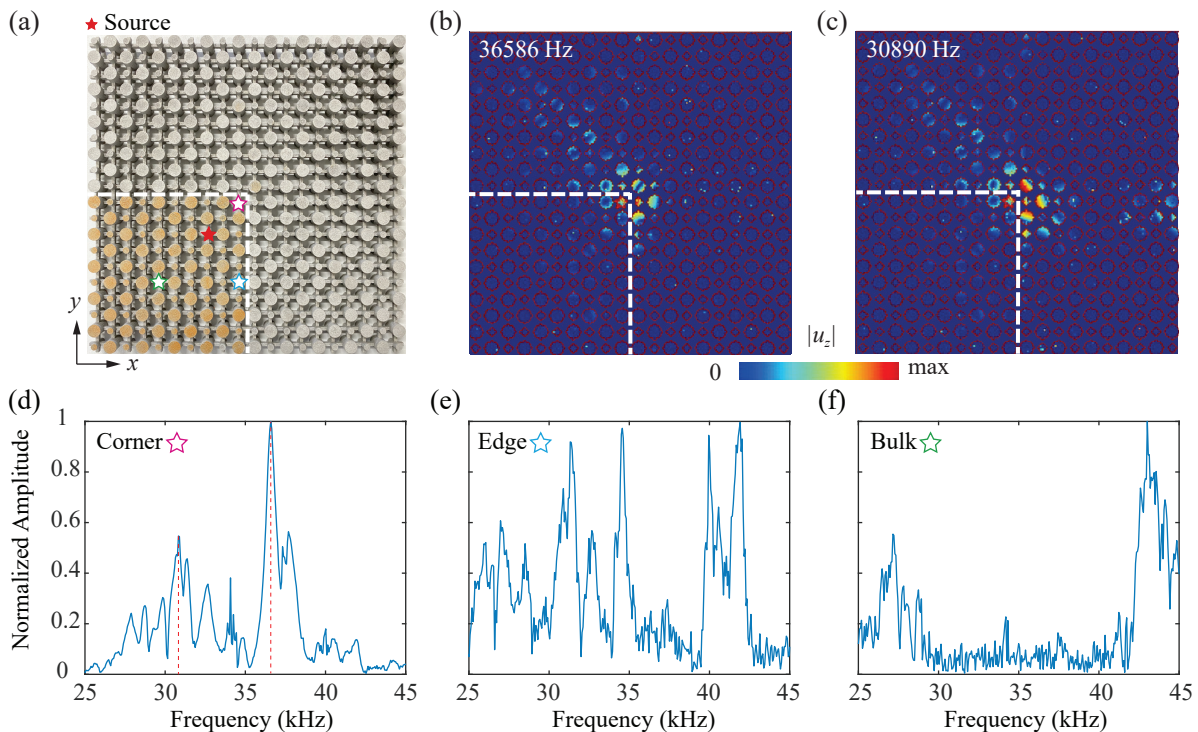 (a)
★ Source
y
x
(b)
36586 Hz
(c)
30890 Hz
|u_z|
0
max
(d)
Corner ☆
Normalized Amplitude
1
0.8
0.6
0.4
0.2
0
25 30 35 40 45
Frequency (kHz)
(e)
Edge ☆
25 30 35 40 45
Frequency (kHz)
(f)
Bulk ☆
25 30 35 40 45
Frequency (kHz)